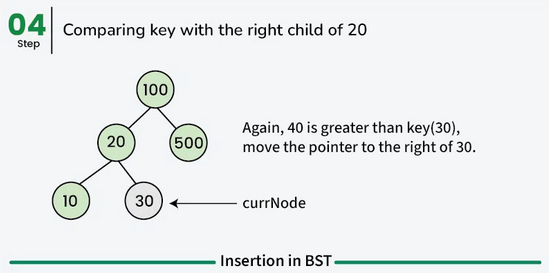 04
Step
Comparing key with the right child of 20
100
20
500
Again, 40 is greater than key(30),
move the pointer to the right of 30.
10
30
currNode
Insertion in BST